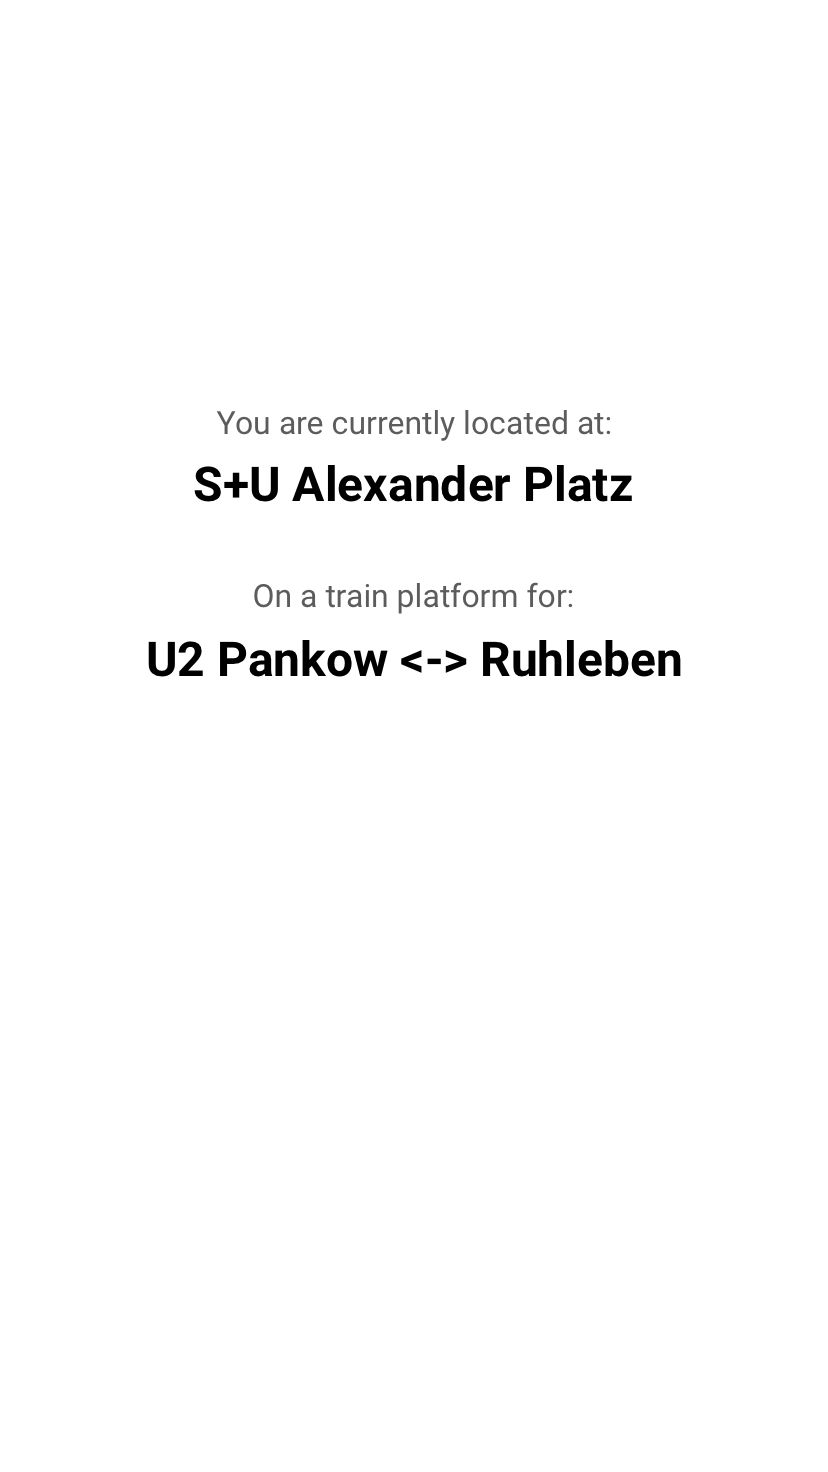 You are currently located at:
S+U Alexander Platz
On a train platform for:
U2 Pankow <-> Ruhleben